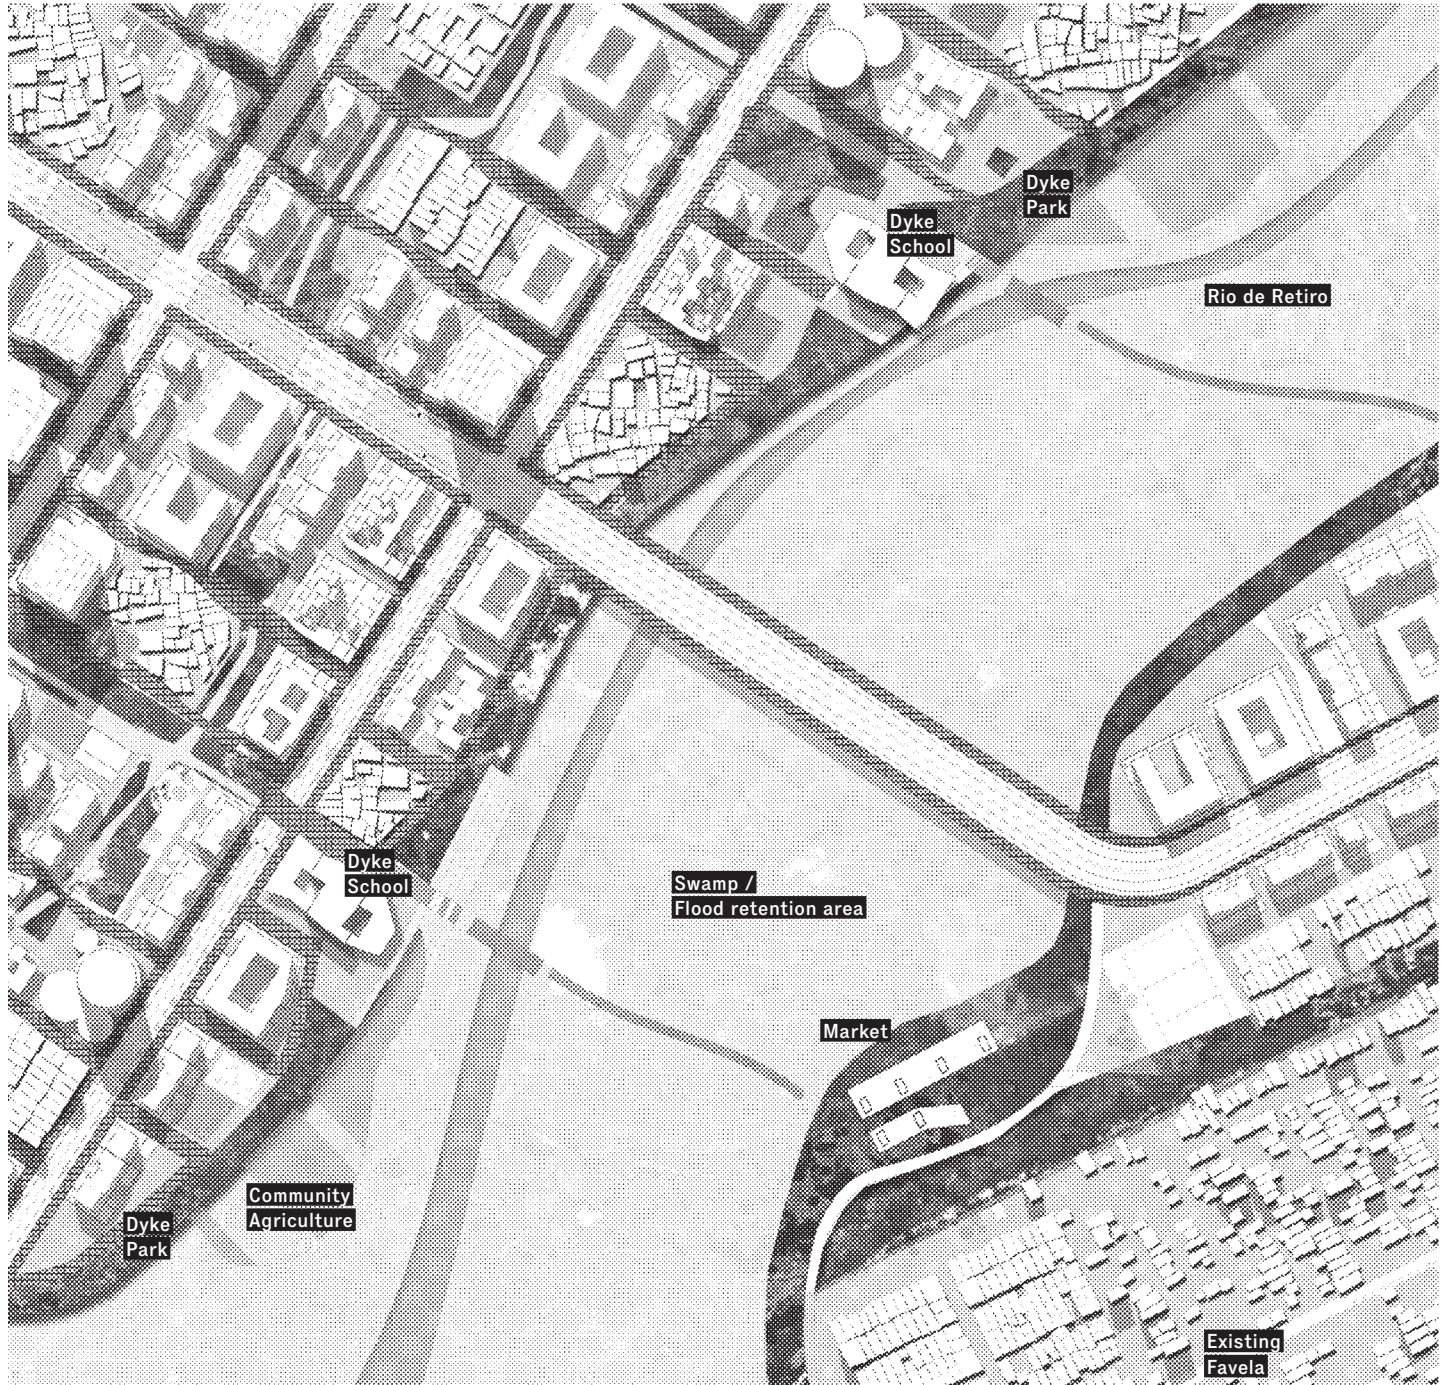 Dyke
Park
Dyke
School
Rio de Retiro
Dyke
School
Swamp /
Flood retention area
Market
Community
Agriculture
Dyke
Park
Existing
Favela